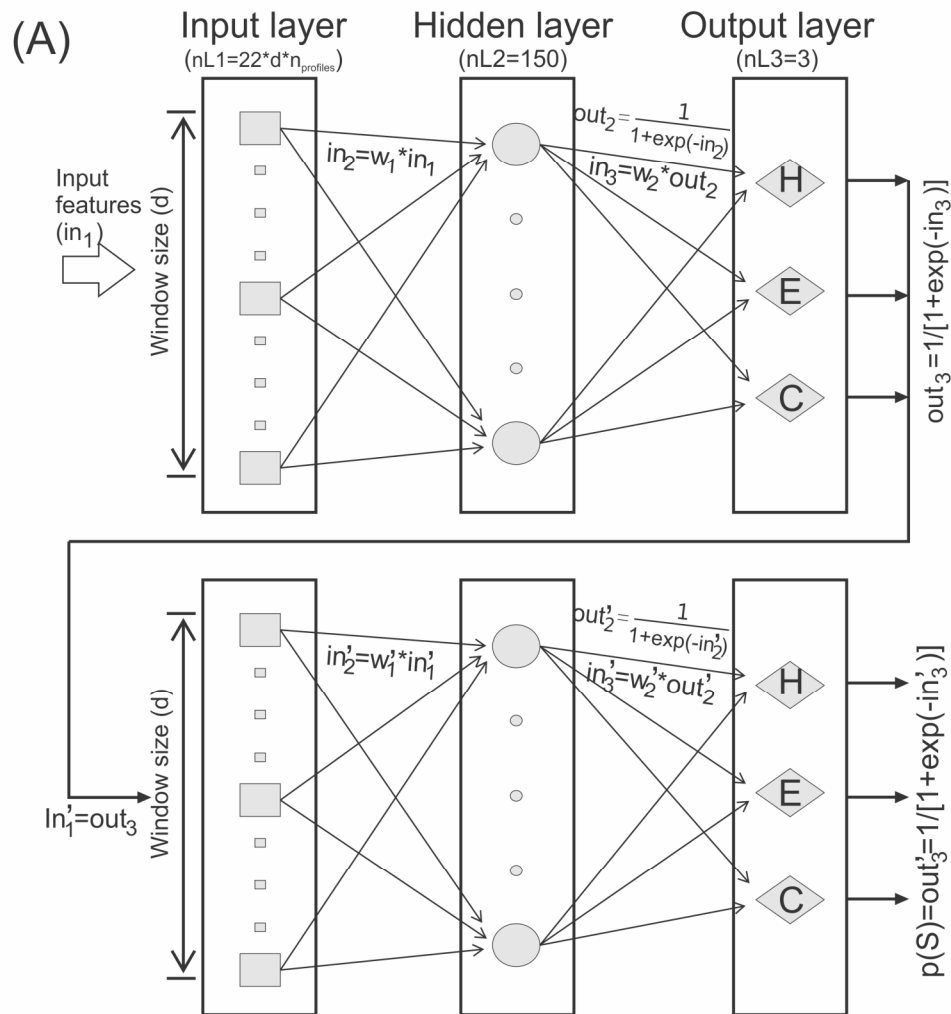 (A)
Input layer
(nL1=22*d*n_profiles)
Hidden layer
(nL2=150)
Output layer
(nL3=3)
Input
features
(in₁)
Window size (d)
in₂=w₁*in₁
out₂=1/1+exp(-in₂)
in₃=w₂*out₂
H
E
C
out₃=1/[1+exp(-in₃)]
In'₁=out₃
Window size (d)
in'₂=w'₁*in'₁
out'₂=1/1+exp(-in'₂)
in'₃=w'₂*out'₂
H
E
C
p(S)=out'₃=1/[1+exp(-in'₃)]